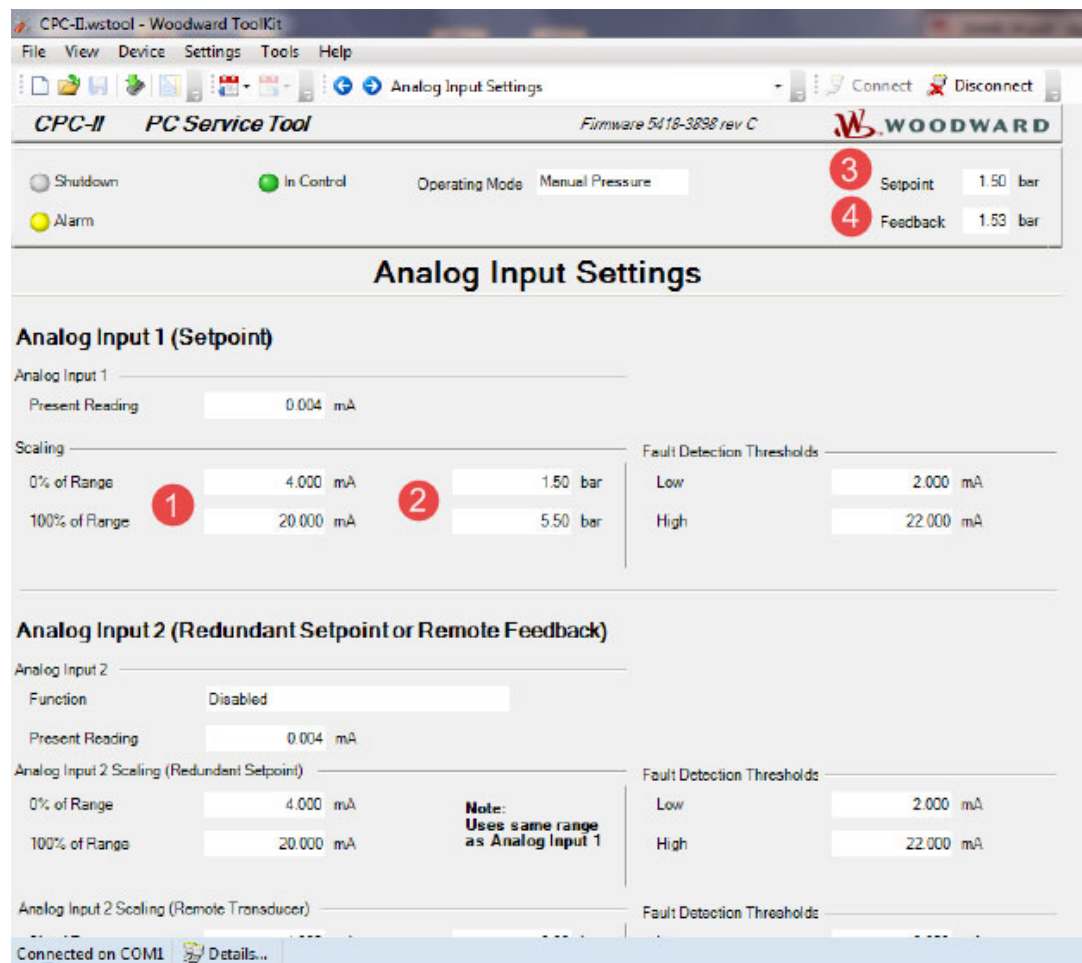 CPC-II.wstool - Woodward ToolKit
File View Device Settings Tools Help
Analog Input Settings Connect Disconnect
CPC-II PC Service Tool Firmware 5418-3898 rev C WOODWARD
Shutdown In Control Operating Mode Manual Pressure 3 Setpoint 1.50 bar
Alarm 4 Feedback 1.53 bar
Analog Input Settings
Analog Input 1 (Setpoint)
Analog Input 1
Present Reading 0.004 mA
Scaling Fault Detection Thresholds
0% of Range 4.000 mA 1.50 bar Low 2.000 mA
1 2
100% of Range 20.000 mA 5.50 bar High 22.000 mA
Analog Input 2 (Redundant Setpoint or Remote Feedback)
Analog Input 2
Function Disabled
Present Reading 0.004 mA
Analog Input 2 Scaling (Redundant Setpoint) Fault Detection Thresholds
0% of Range 4.000 mA Note: Low 2.000 mA
Uses same range
100% of Range 20.000 mA as Analog Input 1 High 22.000 mA
Analog Input 2 Scaling (Remote Transducer) Fault Detection Thresholds
Connected on COM1 Details...